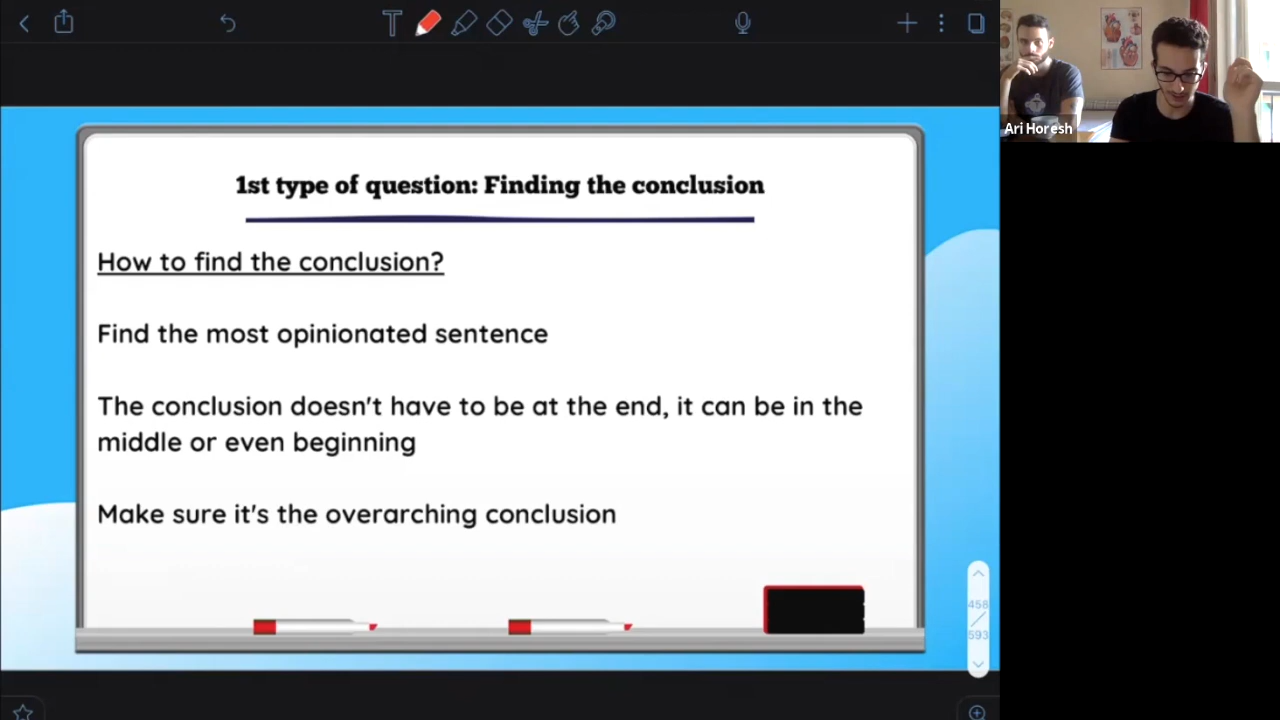 1st type of question: Finding the conclusion
How to find the conclusion?
Find the most opinionated sentence
The conclusion doesn't have to be at the end, it can be in the
middle or even beginning
Make sure it's the overarching conclusion
Ari Horesh
458
593